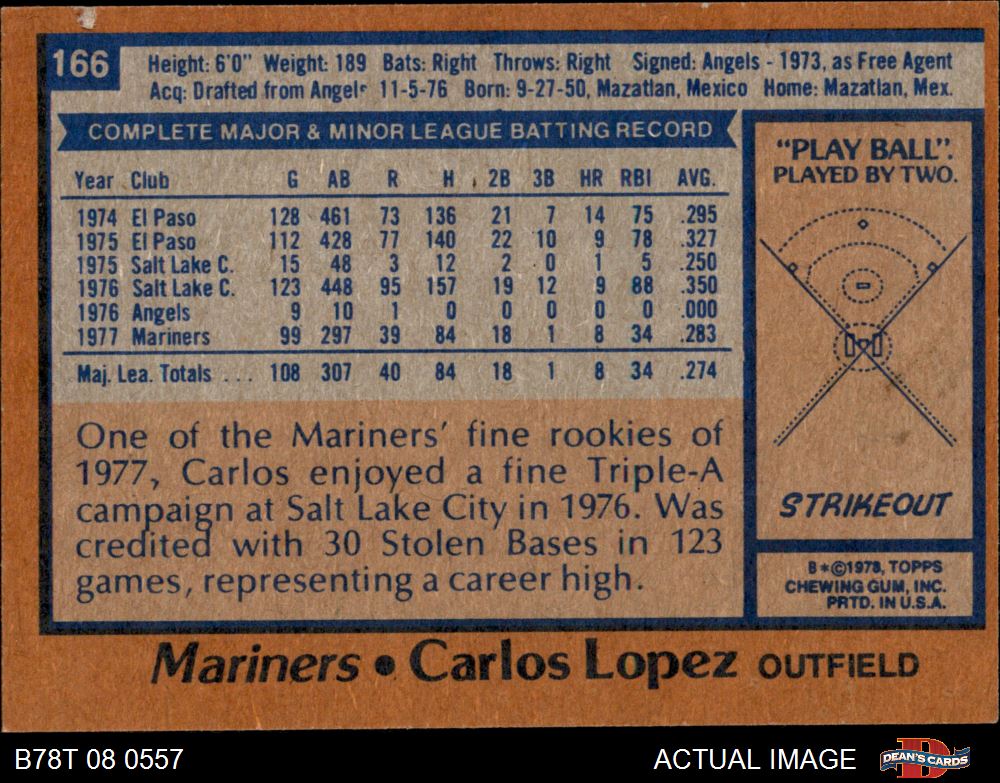 166
Height: 6'0" Weight: 189 Bats: Right Throws: Right Signed: Angels - 1973, as Free Agent
Acq: Drafted from Angels 11-5-76 Born: 9-27-50, Mazatlan, Mexico Home: Mazatlan, Mex.
COMPLETE MAJOR & MINOR LEAGUE BATTING RECORD
Year Club G AB R H 2B 3B HR RBI AVG.
1974 El Paso 128 461 73 136 21 7 14 75 .295
1975 El Paso 112 428 77 140 22 10 9 78 .327
1975 Salt Lake C. 15 48 3 12 2 0 1 5 .250
1976 Salt Lake C. 123 448 95 157 19 12 9 88 .350
1976 Angels 9 10 1 0 0 0 0 0 .000
1977 Mariners 99 297 39 84 18 1 8 34 .283
Maj. Lea. Totals ... 108 307 40 84 18 1 8 34 .274
One of the Mariners' fine rookies of
1977, Carlos enjoyed a fine Triple-A
campaign at Salt Lake City in 1976. Was
credited with 30 Stolen Bases in 123
games, representing a career high.
"PLAY BALL".
PLAYED BY TWO.
STRIKEOUT
B*©1978, TOPPS
CHEWING GUM, INC.
PRTD. IN U.S.A.
Mariners • Carlos Lopez OUTFIELD
B78T 08 0557
ACTUAL IMAGE
D
DEAN'S CARDS